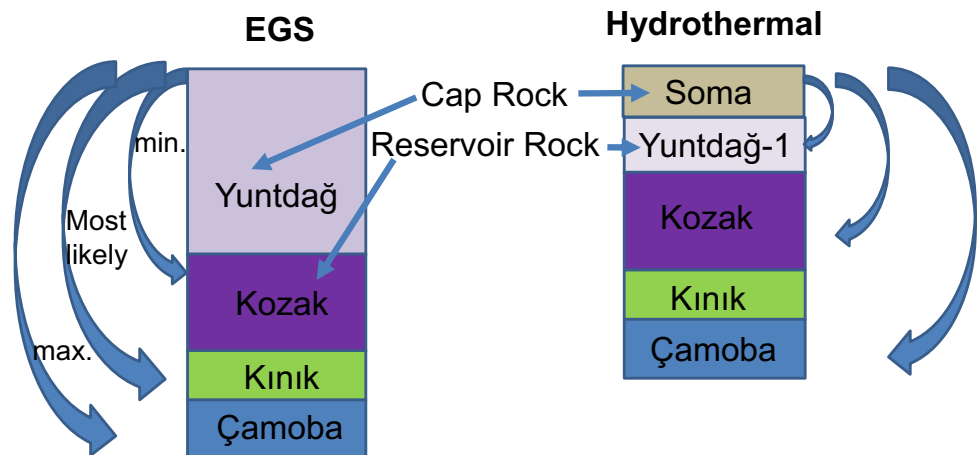 EGS
Hydrothermal
Cap Rock
Soma
min.
Reservoir Rock
Yuntdağ-1
Yuntdağ
Most
likely
Kozak
Kozak
Kınık
max.
Çamoba
Kınık
Çamoba